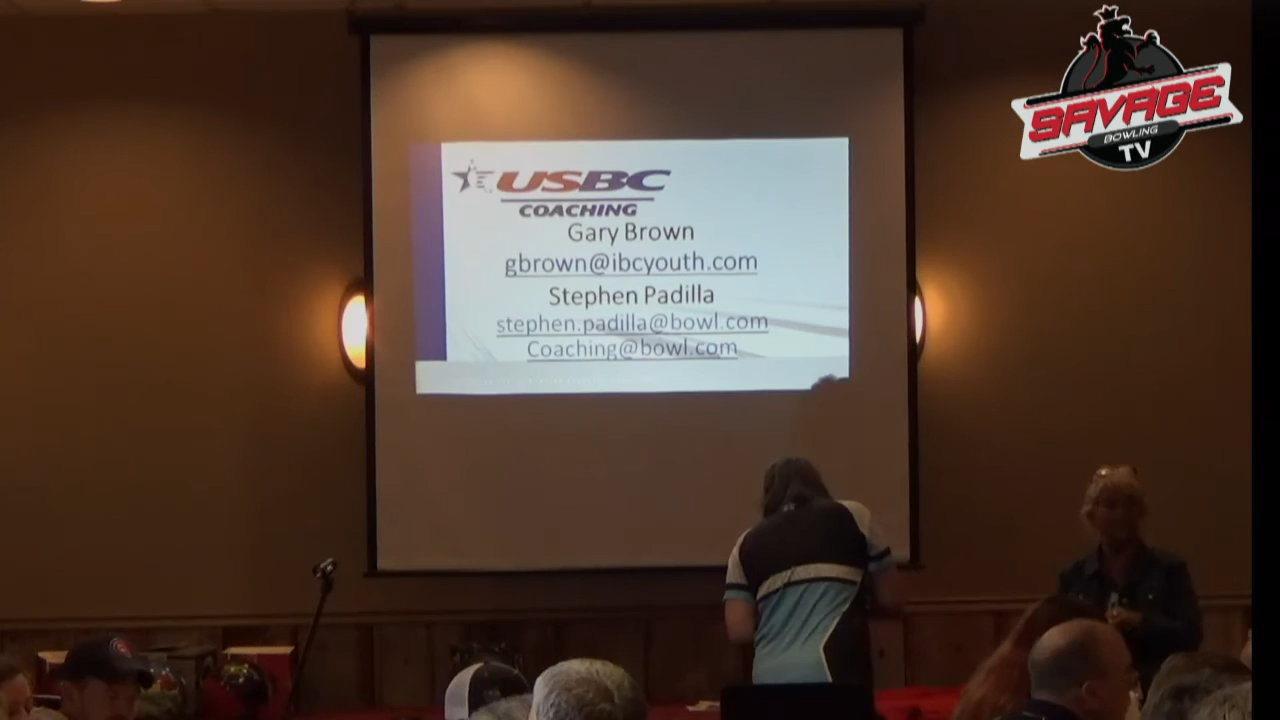 SAVAGE
BOWLING
TV
USBC
COACHING
Gary Brown
gbrown@ibcyouth.com
Stephen Padilla
stephen.padilla@bowl.com
Coaching@bowl.com